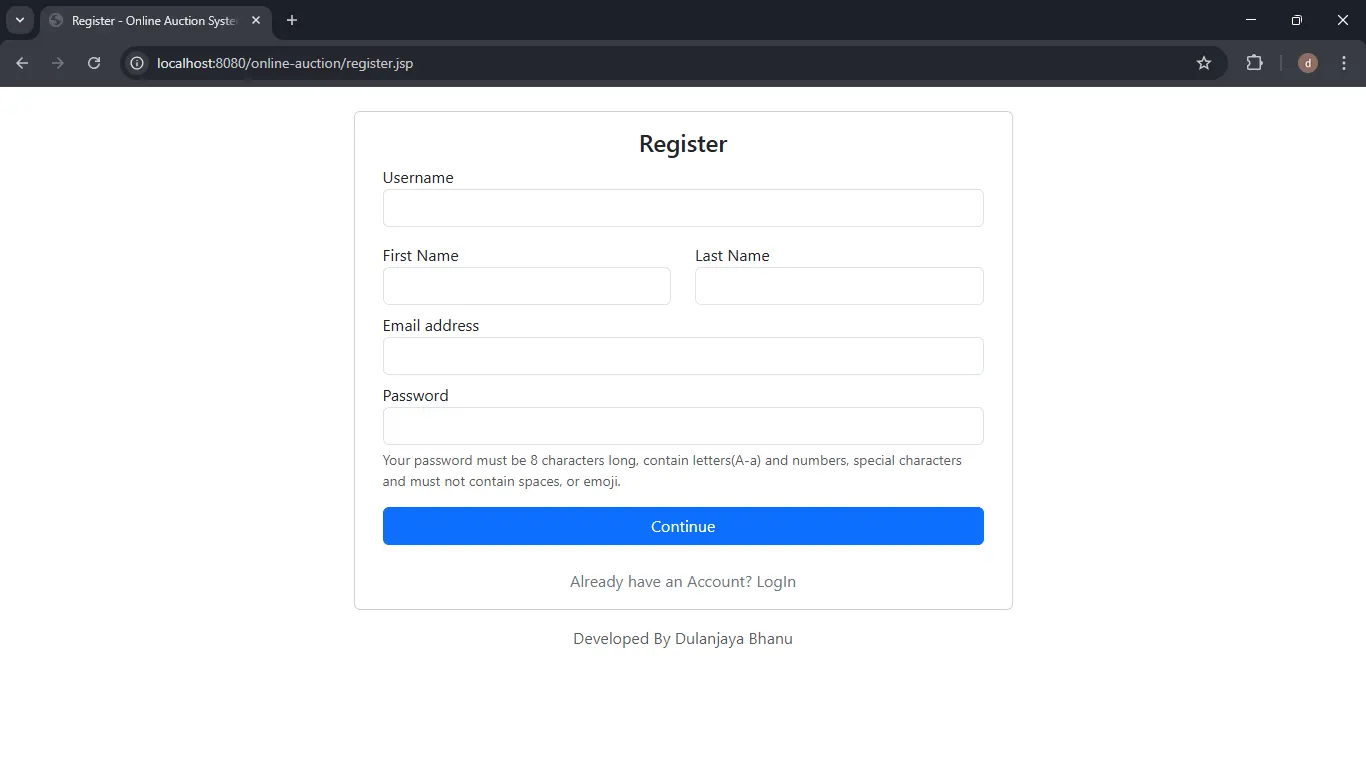 Register - Online Auction Syste
localhost:8080/online-auction/register.jsp
d
Register
Username
First Name Last Name
Email address
Password
Your password must be 8 characters long, contain letters(A-a) and numbers, special characters
and must not contain spaces, or emoji.
Continue
Already have an Account? LogIn
Developed By Dulanjaya Bhanu